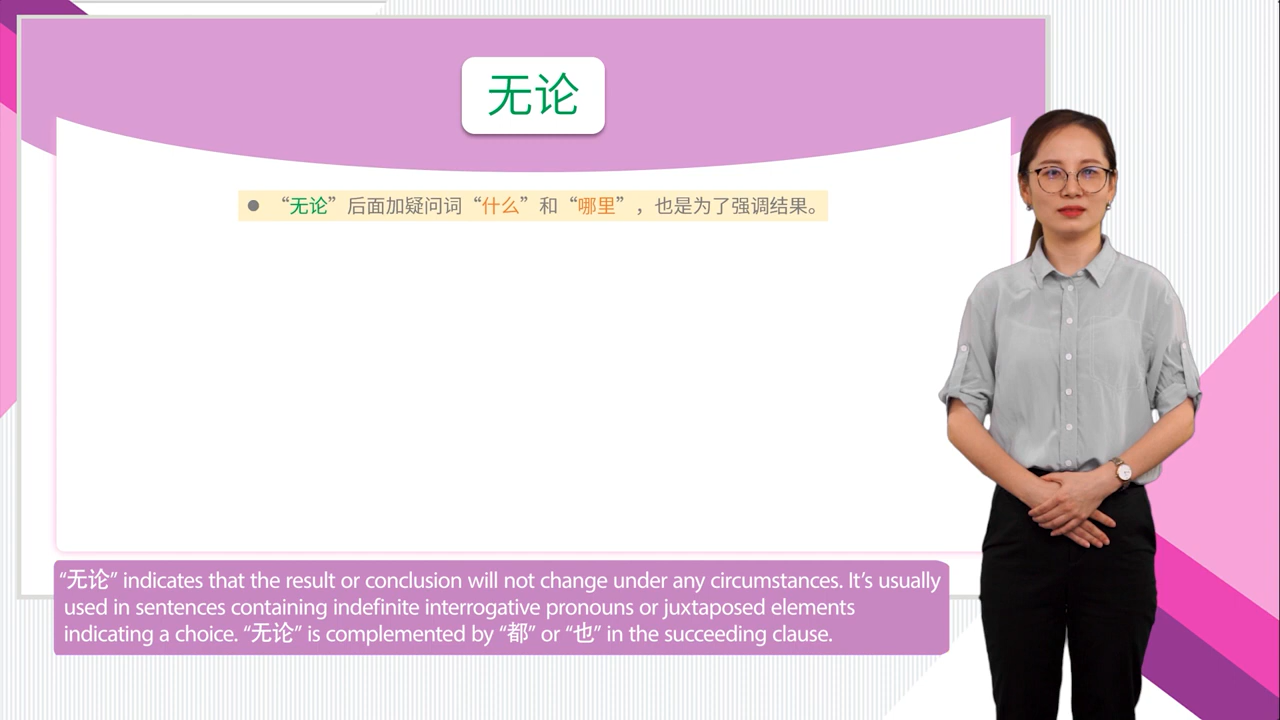 无论
● “无论”后面加疑问词“什么”和“哪里”，也是为了强调结果。
“无论” indicates that the result or conclusion will not change under any circumstances. It’s usually
used in sentences containing indefinite interrogative pronouns or juxtaposed elements
indicating a choice. “无论” is complemented by “都” or “也” in the succeeding clause.